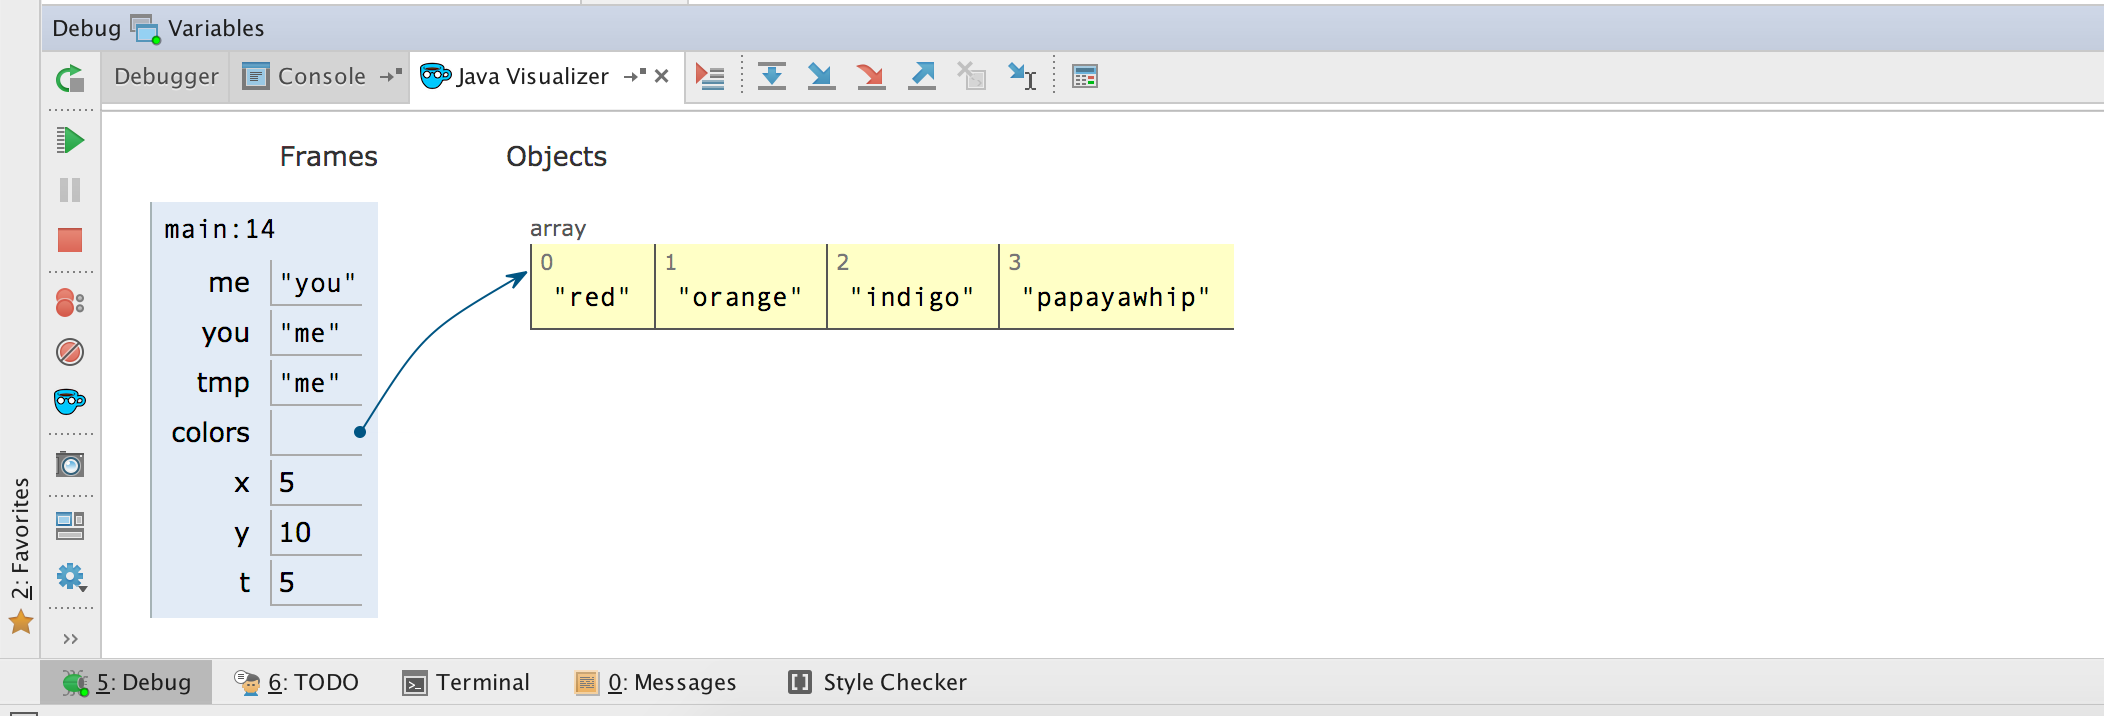 Debug Variables
Debugger Console Java Visualizer
Frames Objects
main:14
array
0 1 2 3
"red" "orange" "indigo" "papayawhip"
me "you"
you "me"
tmp "me"
colors
x 5
y 10
t 5
2: Favorites
5: Debug 6: TODO Terminal 0: Messages Style Checker